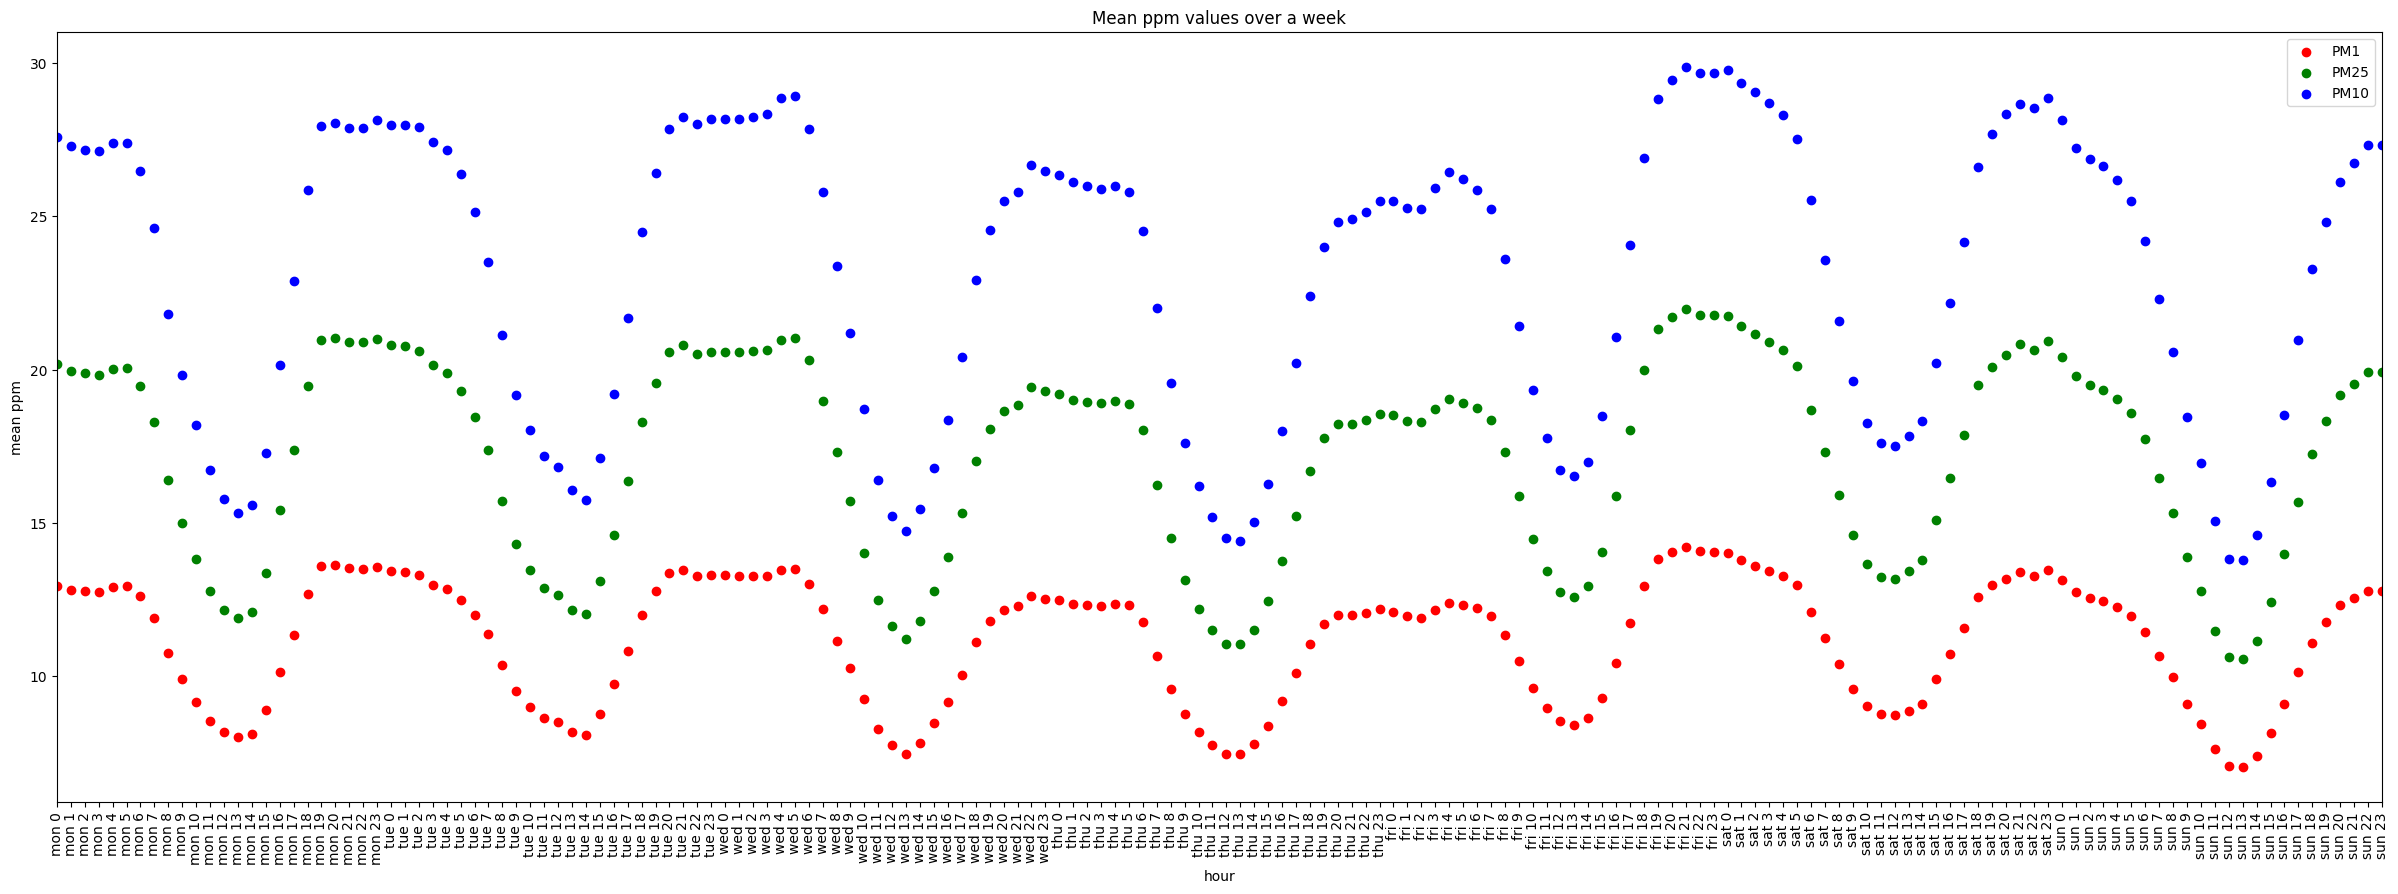 Mean ppm values over a week
PM1
PM25
PM10
30
25
20
15
10
mean ppm
mon 0
mon 1
mon 2
mon 3
mon 4
mon 5
mon 6
mon 7
mon 8
mon 9
mon 10
mon 11
mon 12
mon 13
mon 14
mon 15
mon 16
mon 17
mon 18
mon 19
mon 20
mon 21
mon 22
mon 23
tue 0
tue 1
tue 2
tue 3
tue 4
tue 5
tue 6
tue 7
tue 8
tue 9
tue 10
tue 11
tue 12
tue 13
tue 14
tue 15
tue 16
tue 17
tue 18
tue 19
tue 20
tue 21
tue 22
tue 23
wed 0
wed 1
wed 2
wed 3
wed 4
wed 5
wed 6
wed 7
wed 8
wed 9
wed 10
wed 11
wed 12
wed 13
wed 14
wed 15
wed 16
wed 17
wed 18
wed 19
wed 20
wed 21
wed 22
wed 23
thu 0
thu 1
thu 2
thu 3
thu 4
thu 5
thu 6
thu 7
thu 8
thu 9
thu 10
thu 11
thu 12
thu 13
thu 14
thu 15
thu 16
thu 17
thu 18
thu 19
thu 20
thu 21
thu 22
thu 23
fri 0
fri 1
fri 2
fri 3
fri 4
fri 5
fri 6
fri 7
fri 8
fri 9
fri 10
fri 11
fri 12
fri 13
fri 14
fri 15
fri 16
fri 17
fri 18
fri 19
fri 20
fri 21
fri 22
fri 23
sat 0
sat 1
sat 2
sat 3
sat 4
sat 5
sat 6
sat 7
sat 8
sat 9
sat 10
sat 11
sat 12
sat 13
sat 14
sat 15
sat 16
sat 17
sat 18
sat 19
sat 20
sat 21
sat 22
sat 23
sun 0
sun 1
sun 2
sun 3
sun 4
sun 5
sun 6
sun 7
sun 8
sun 9
sun 10
sun 11
sun 12
sun 13
sun 14
sun 15
sun 16
sun 17
sun 18
sun 19
sun 20
sun 21
sun 22
sun 23
hour